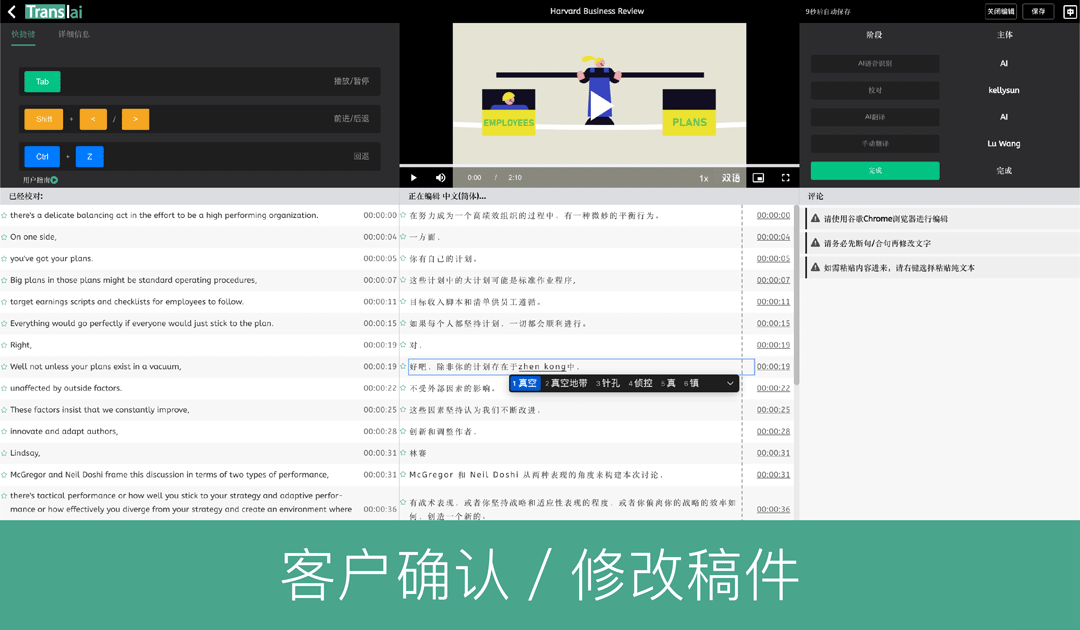 Translai
Harvard Business Review
9秒后自动保存
关闭编辑
保存
中
快捷键
详细信息
Tab
播放/暂停
Shift + < / >
前进/后退
Ctrl + Z
回退
用户指南
EMPLOYEES
PLANS
0:00 / 2:10
1x
双语
阶段 主体
AI语音识别 AI
校对 kellysun
AI翻译 AI
手动翻译 Lu Wang
完成 完成
已经校对:
there's a delicate balancing act in the effort to be a high performing organization. 00:00:00
On one side, 00:00:04
you've got your plans. 00:00:05
Big plans in those plans might be standard operating procedures, 00:00:07
target earnings scripts and checklists for employees to follow. 00:00:11
Everything would go perfectly if everyone would just stick to the plan. 00:00:15
Right, 00:00:19
Well not unless your plans exist in a vacuum, 00:00:19
unaffected by outside factors. 00:00:22
These factors insist that we constantly improve, 00:00:25
innovate and adapt authors, 00:00:28
Lindsay, 00:00:31
McGregor and Neil Doshi frame this discussion in terms of two types of performance, 00:00:31
there's tactical performance or how well you stick to your strategy and adaptive perfor-
mance or how effectively you diverge from your strategy and create an environment where 00:00:36
正在编辑 中文(简体)...
在努力成为一个高绩效组织的过程中，有一种微妙的平衡行为。 00:00:00
一方面， 00:00:04
你有自己的计划。 00:00:05
这些计划中的大计划可能是标准作业程序， 00:00:07
目标收入脚本和清单供员工遵循。 00:00:11
如果每个人都坚持计划，一切都会顺利进行。 00:00:15
对， 00:00:19
好吧，除非你的计划存在于zhen kong中， 00:00:19
1 真空 2 真空地带 3 针孔 4 侦控 5 真 6 镇
不受外部因素的影响。 00:00:22
这些因素坚持认为我们不断改进， 00:00:25
创新和调整作者， 00:00:28
林赛 00:00:31
McGregor 和 Neil Doshi 从两种表现的角度来构建本次讨论， 00:00:31
有战术表现，或者你坚持战略和适应性表现的程度，或者你偏离你的战略的效率如
何，创造一个新的。 00:00:36
评论
请使用谷歌Chrome浏览器进行编辑
请务必先断句/合句再修改文字
如需粘贴内容进来，请右键选择粘贴纯文本
客户确认 / 修改稿件